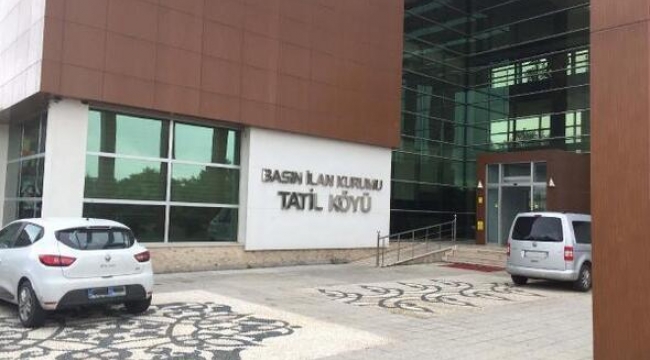 BASIN İLAN KURUMU
TATİL KÖYÜ